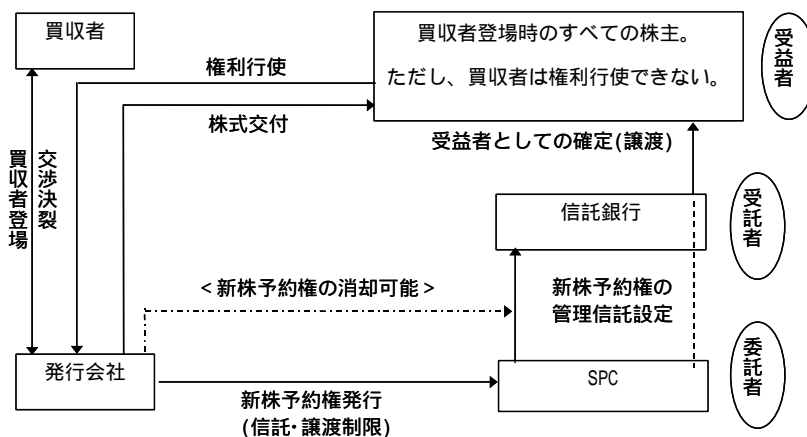 買収者
買収者登場時のすべての株主。
ただし、買収者は権利行使できない。
受益者
権利行使
株式交付
受益者としての確定(譲渡)
買収者登場
交渉決裂
信託銀行
受託者
<新株予約権の消却可能>
新株予約権の
管理信託設定
発行会社
SPC
委託者
新株予約権発行
(信託・譲渡制限)